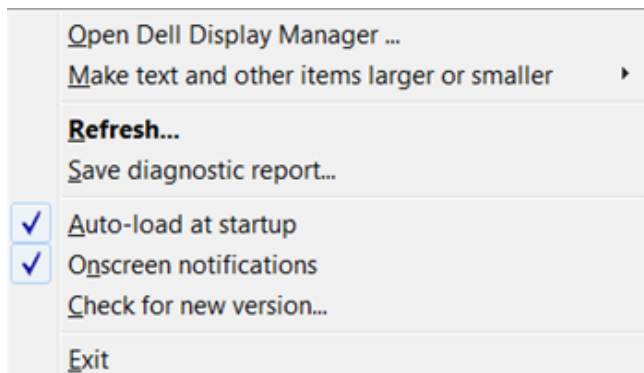 Open Dell Display Manager ...
Make text and other items larger or smaller
Refresh...
Save diagnostic report...
Auto-load at startup
Onscreen notifications
Check for new version...
Exit